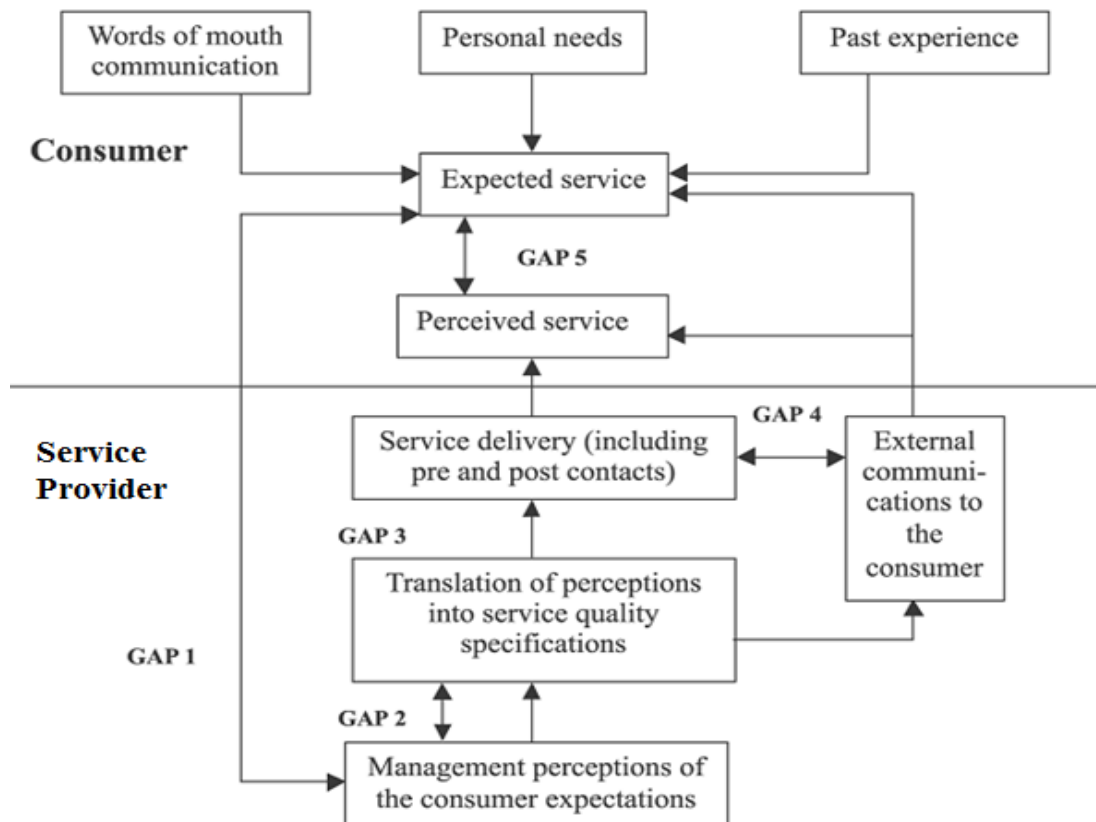 Words of mouth
communication
Personal needs
Past experience
Consumer
Expected service
GAP 5
Perceived service
Service
Provider
Service delivery (including
pre and post contacts)
GAP 4
External
communi-
cations to
the
consumer
GAP 3
Translation of perceptions
into service quality
specifications
GAP 1
GAP 2
Management perceptions of
the consumer expectations